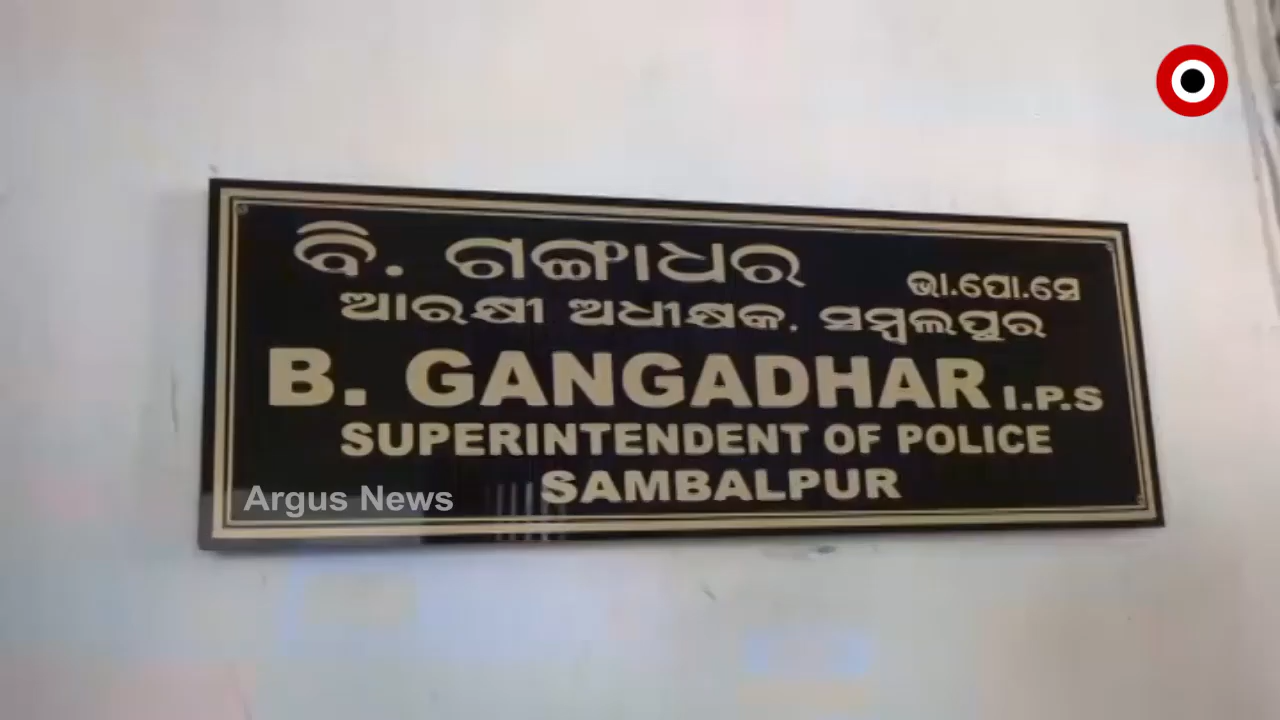 ବି. ଗଙ୍ଗାଧର ଭା.ପୋ.ସେ
ଆରକ୍ଷୀ ଅଧୀକ୍ଷକ. ସମ୍ବଲପୁର
B. GANGADHAR I.P.S
SUPERINTENDENT OF POLICE
SAMBALPUR
Argus News